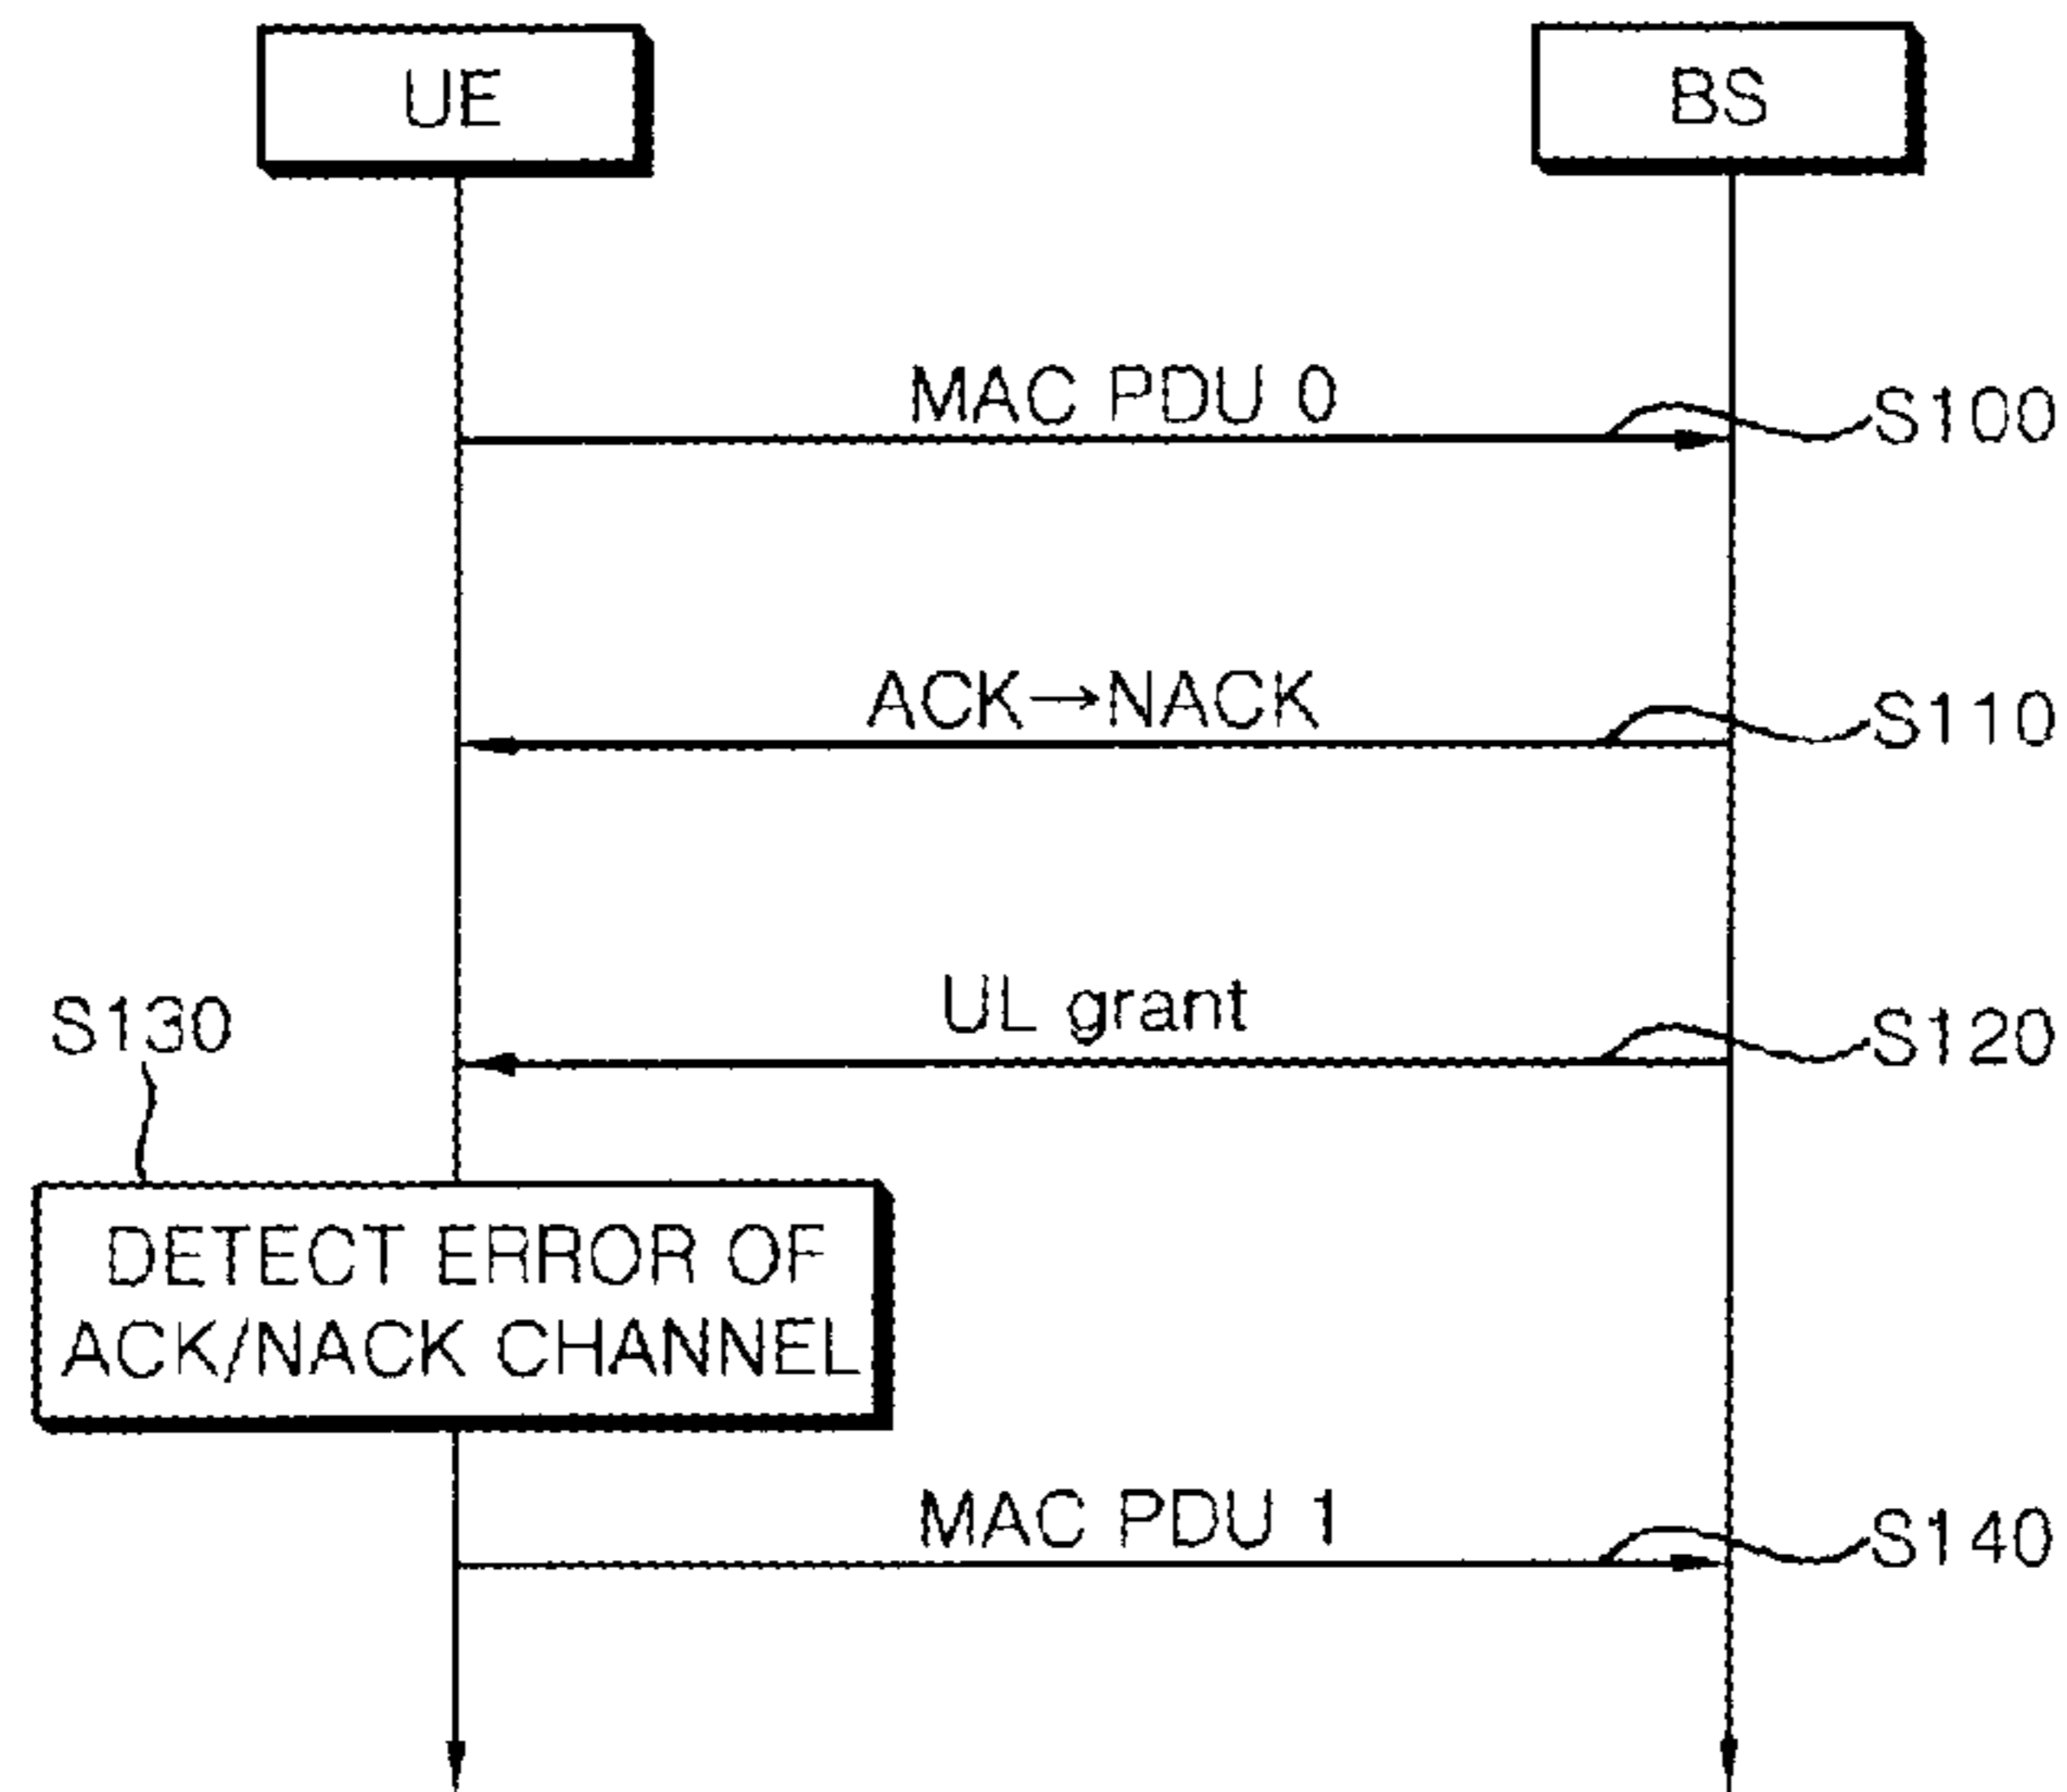 UE
BS
MAC PDU 0
S100
ACK→NACK
S110
UL grant
S120
S130
DETECT ERROR OF
ACK/NACK CHANNEL
MAC PDU 1
S140